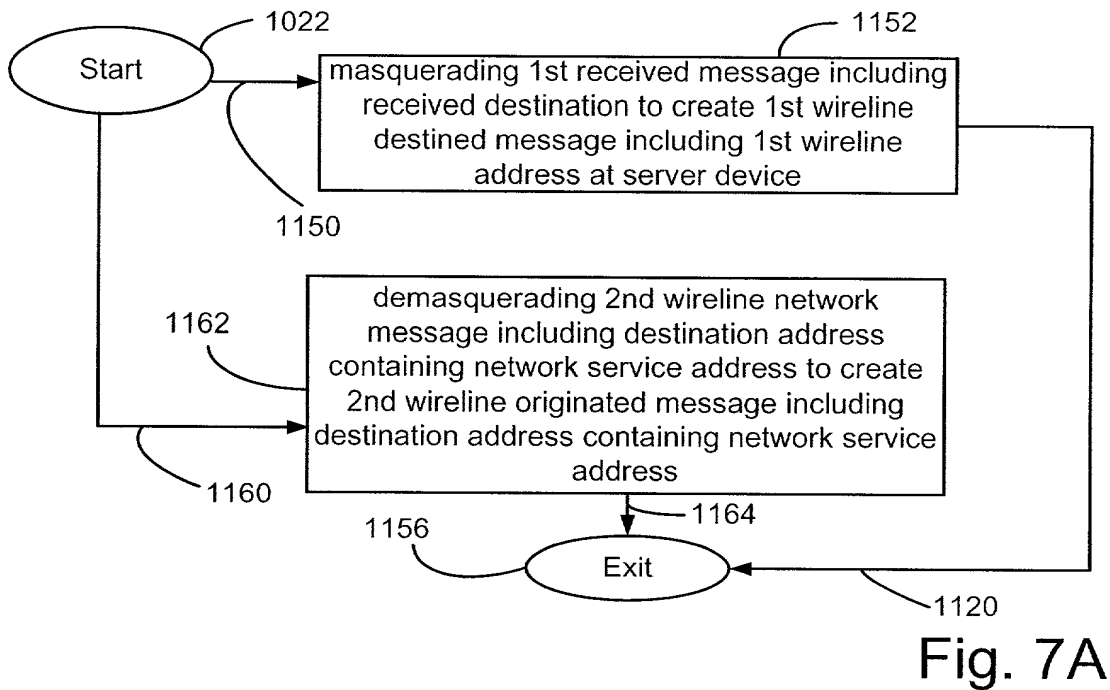 1022
Start
1152
masquerading 1st received message including
received destination to create 1st wireline
destined message including 1st wireline
address at server device
1150
1162
demasquerading 2nd wireline network
message including destination address
containing network service address to create
2nd wireline originated message including
destination address containing network service
address
1160
1164
1156
Exit
1120
Fig. 7A